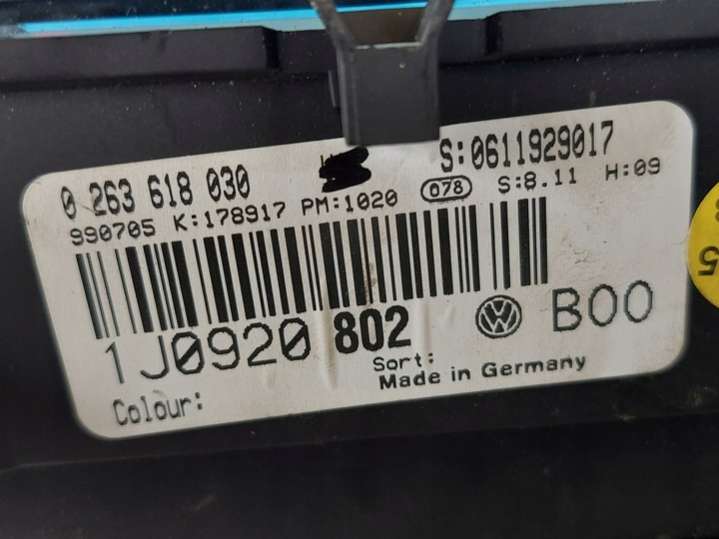 0 263 618 030 S:0611929017
990705 K:178917 PM:1020 078 S:8.11 H:09
1J0920 802 B00
Sort:
Made in Germany
Colour:
5